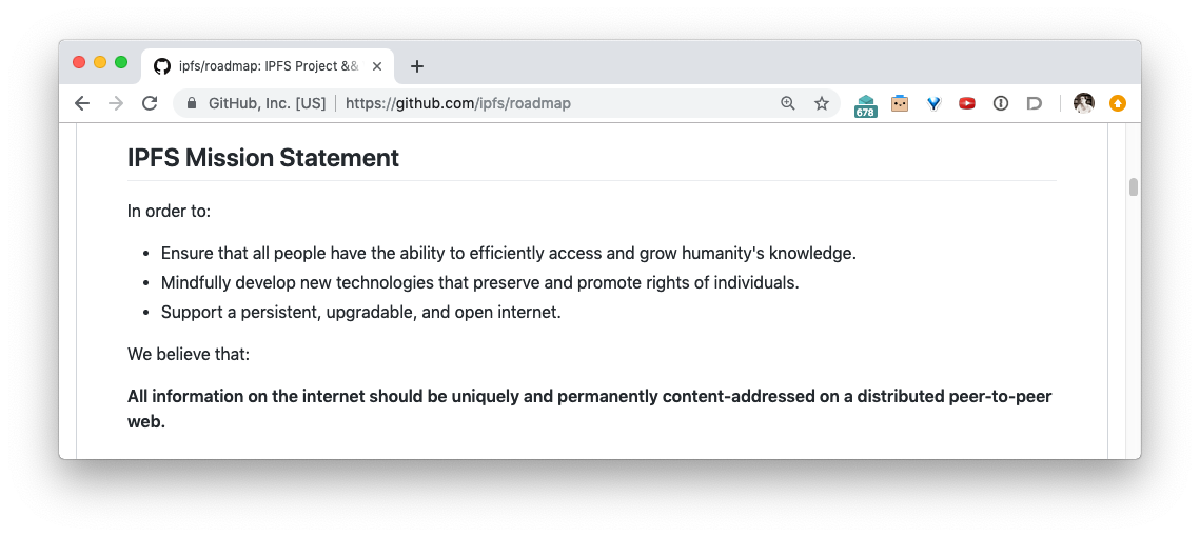 ipfs/roadmap: IPFS Project &&
GitHub, Inc. [US] | https://github.com/ipfs/roadmap
678
IPFS Mission Statement
In order to:
• Ensure that all people have the ability to efficiently access and grow humanity's knowledge.
• Mindfully develop new technologies that preserve and promote rights of individuals.
• Support a persistent, upgradable, and open internet.
We believe that:
All information on the internet should be uniquely and permanently content-addressed on a distributed peer-to-peer
web.